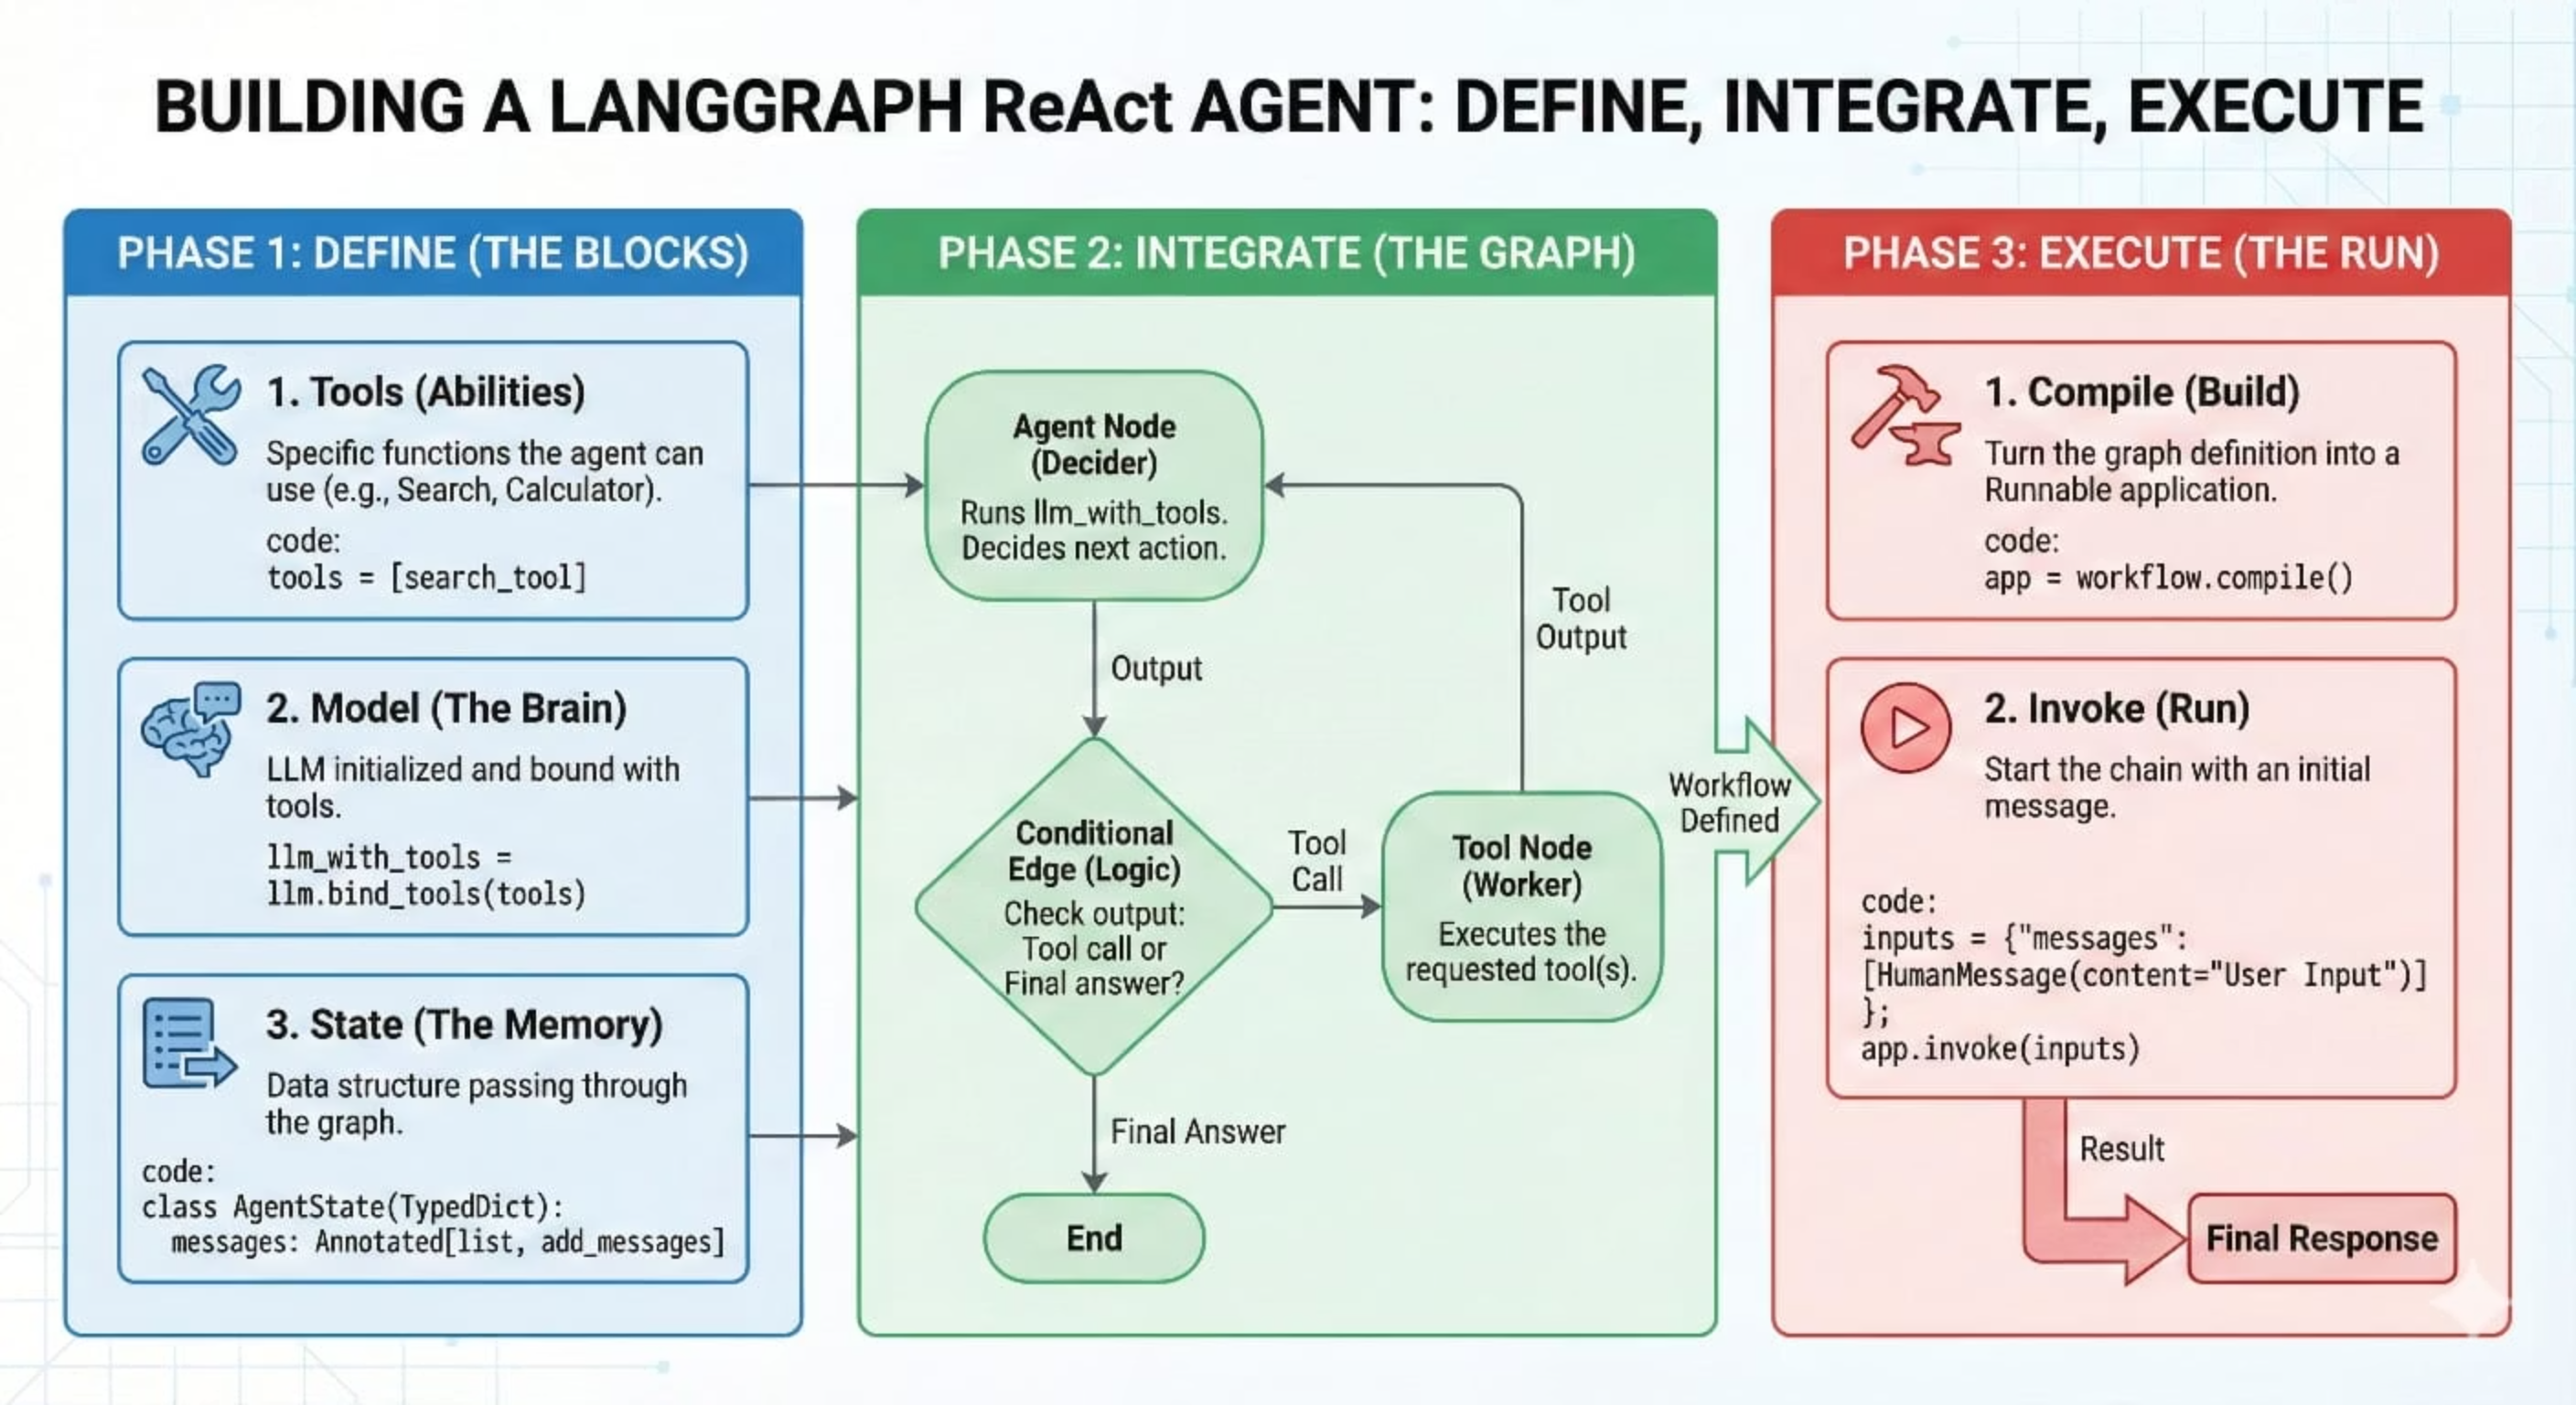 BUILDING A LANGGRAPH ReAct AGENT: DEFINE, INTEGRATE, EXECUTE
PHASE 1: DEFINE (THE BLOCKS)
1. Tools (Abilities)
Specific functions the agent can
use (e.g., Search, Calculator).
code:
tools = [search_tool]
2. Model (The Brain)
LLM initialized and bound with
tools.
llm_with_tools =
llm.bind_tools(tools)
3. State (The Memory)
Data structure passing through
the graph.
code:
class AgentState(TypedDict):
  messages: Annotated[list, add_messages]
PHASE 2: INTEGRATE (THE GRAPH)
Agent Node
(Decider)
Runs llm_with_tools.
Decides next action.
Output
Tool
Output
Conditional
Edge (Logic)
Check output:
Tool call or
Final answer?
Tool
Call
Tool Node
(Worker)
Executes the
requested tool(s).
Final Answer
End
Workflow
Defined
PHASE 3: EXECUTE (THE RUN)
1. Compile (Build)
Turn the graph definition into a
Runnable application.
code:
app = workflow.compile()
2. Invoke (Run)
Start the chain with an initial
message.
code:
inputs = {"messages":
[HumanMessage(content="User Input")]
};
app.invoke(inputs)
Result
Final Response